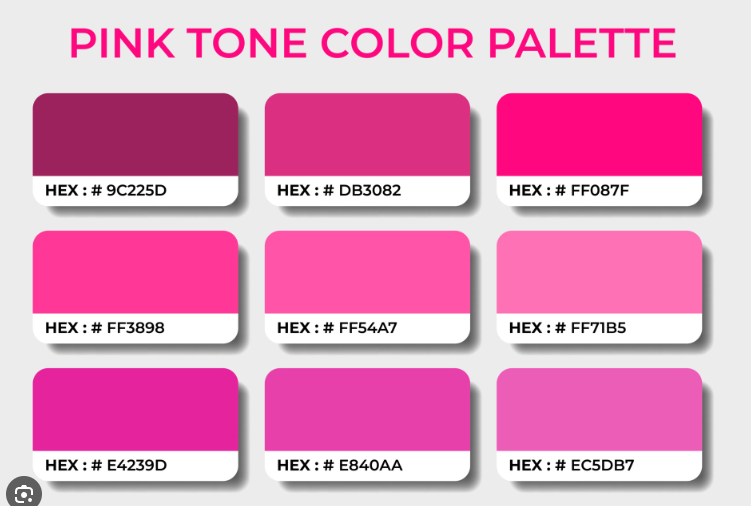 PINK TONE COLOR PALETTE
HEX : # 9C225D
HEX : # DB3082
HEX : # FF087F
HEX : # FF3898
HEX : # FF54A7
HEX : # FF71B5
HEX : # E4239D
HEX : # E840AA
HEX : # EC5DB7